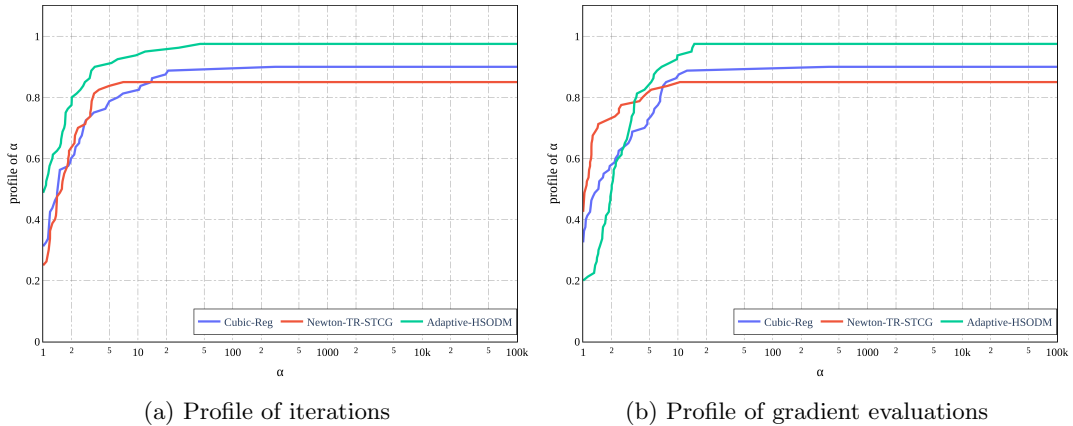 1
0.8
0.6
0.4
0.2
0
profile of α
1 2 5 10 2 5 100 2 5 1000 2 5 10k 2 5 100k
α
Cubic-Reg Newton-TR-STCG Adaptive-HSODM
(a) Profile of iterations
1
0.8
0.6
0.4
0.2
0
profile of α
1 2 5 10 2 5 100 2 5 1000 2 5 10k 2 5 100k
α
Cubic-Reg Newton-TR-STCG Adaptive-HSODM
(b) Profile of gradient evaluations